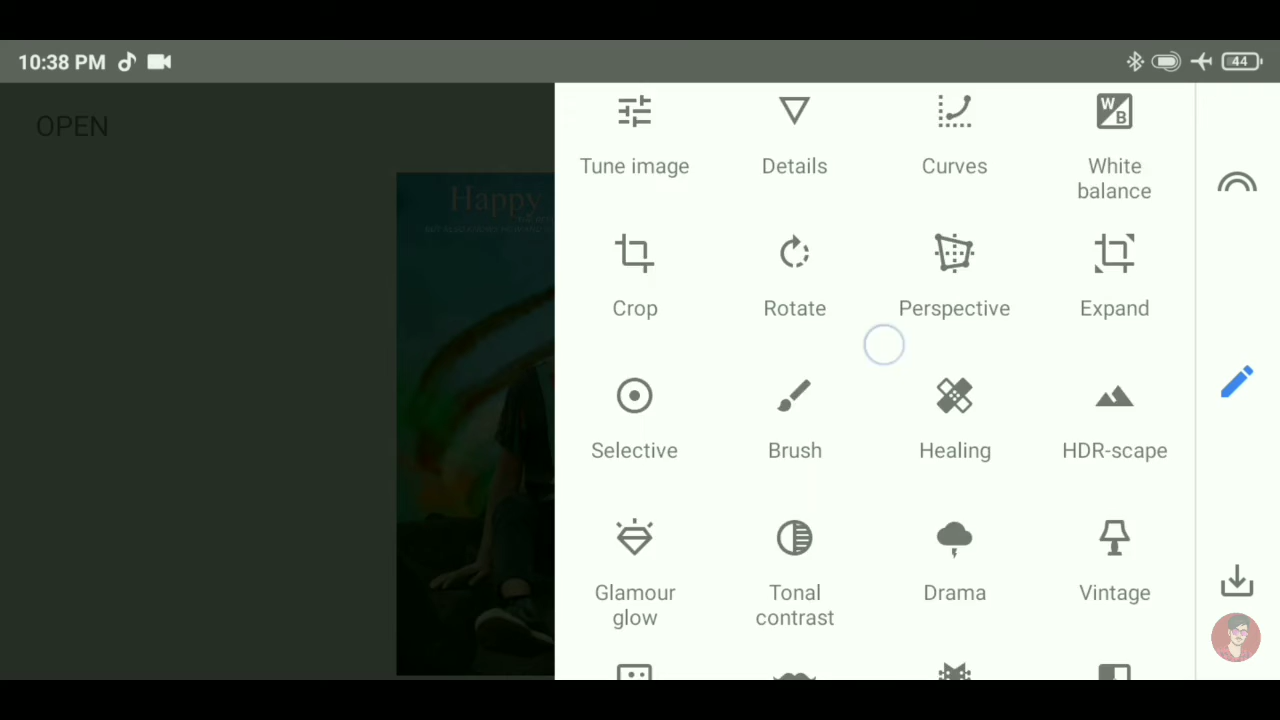 10:38 PM
44
OPEN
Happy
Tune image
Details
Curves
W
B
White
balance
Crop
Rotate
Perspective
Expand
Selective
Brush
Healing
HDR-scape
Glamour
glow
Tonal
contrast
Drama
Vintage